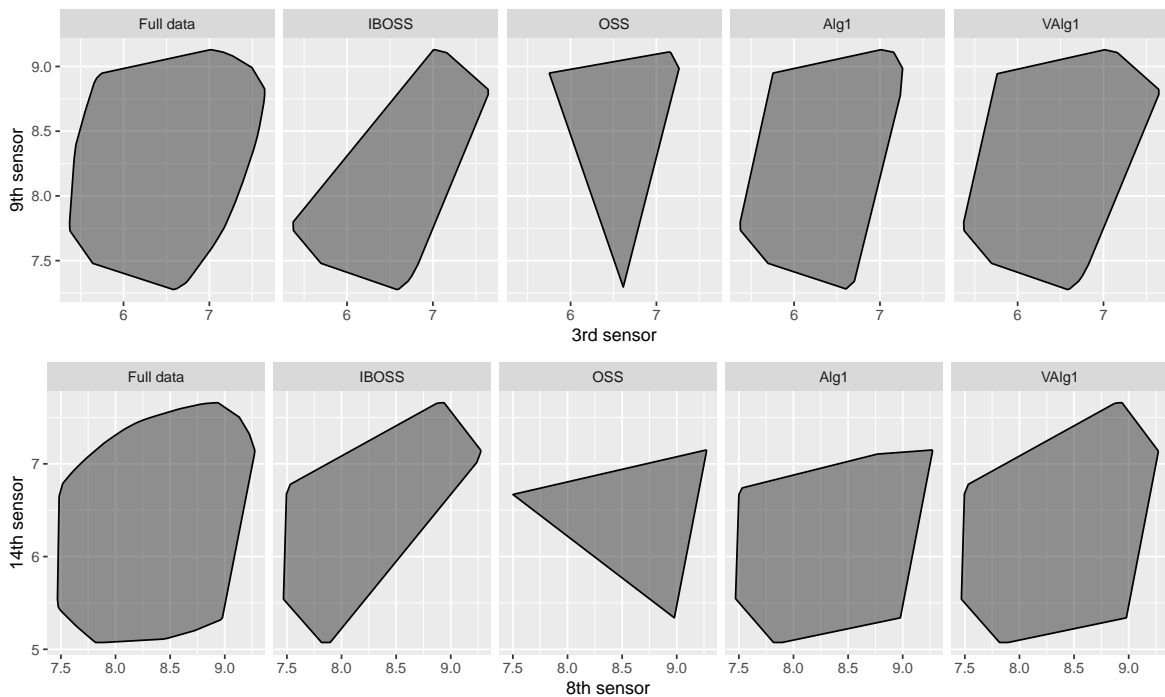 Full data IBOSS OSS Alg1 VAlg1
9.0
8.5
8.0
7.5
9th sensor
6 7 6 7 6 7 6 7 6 7
3rd sensor
Full data IBOSS OSS Alg1 VAlg1
7
6
5
14th sensor
7.5 8.0 8.5 9.0 7.5 8.0 8.5 9.0 7.5 8.0 8.5 9.0 7.5 8.0 8.5 9.0 7.5 8.0 8.5 9.0
8th sensor